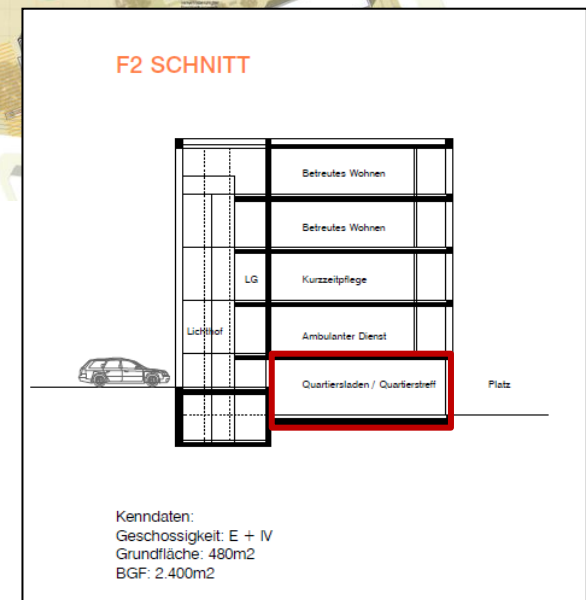 F2 SCHNITT
Betreutes Wohnen
Betreutes Wohnen
LG Kurzzeitpflege
Lichthof Ambulanter Dienst
Quartiersladen / Quartierstreff Platz
Kenndaten:
Geschossigkeit: E + IV
Grundfläche: 480m2
BGF: 2.400m2